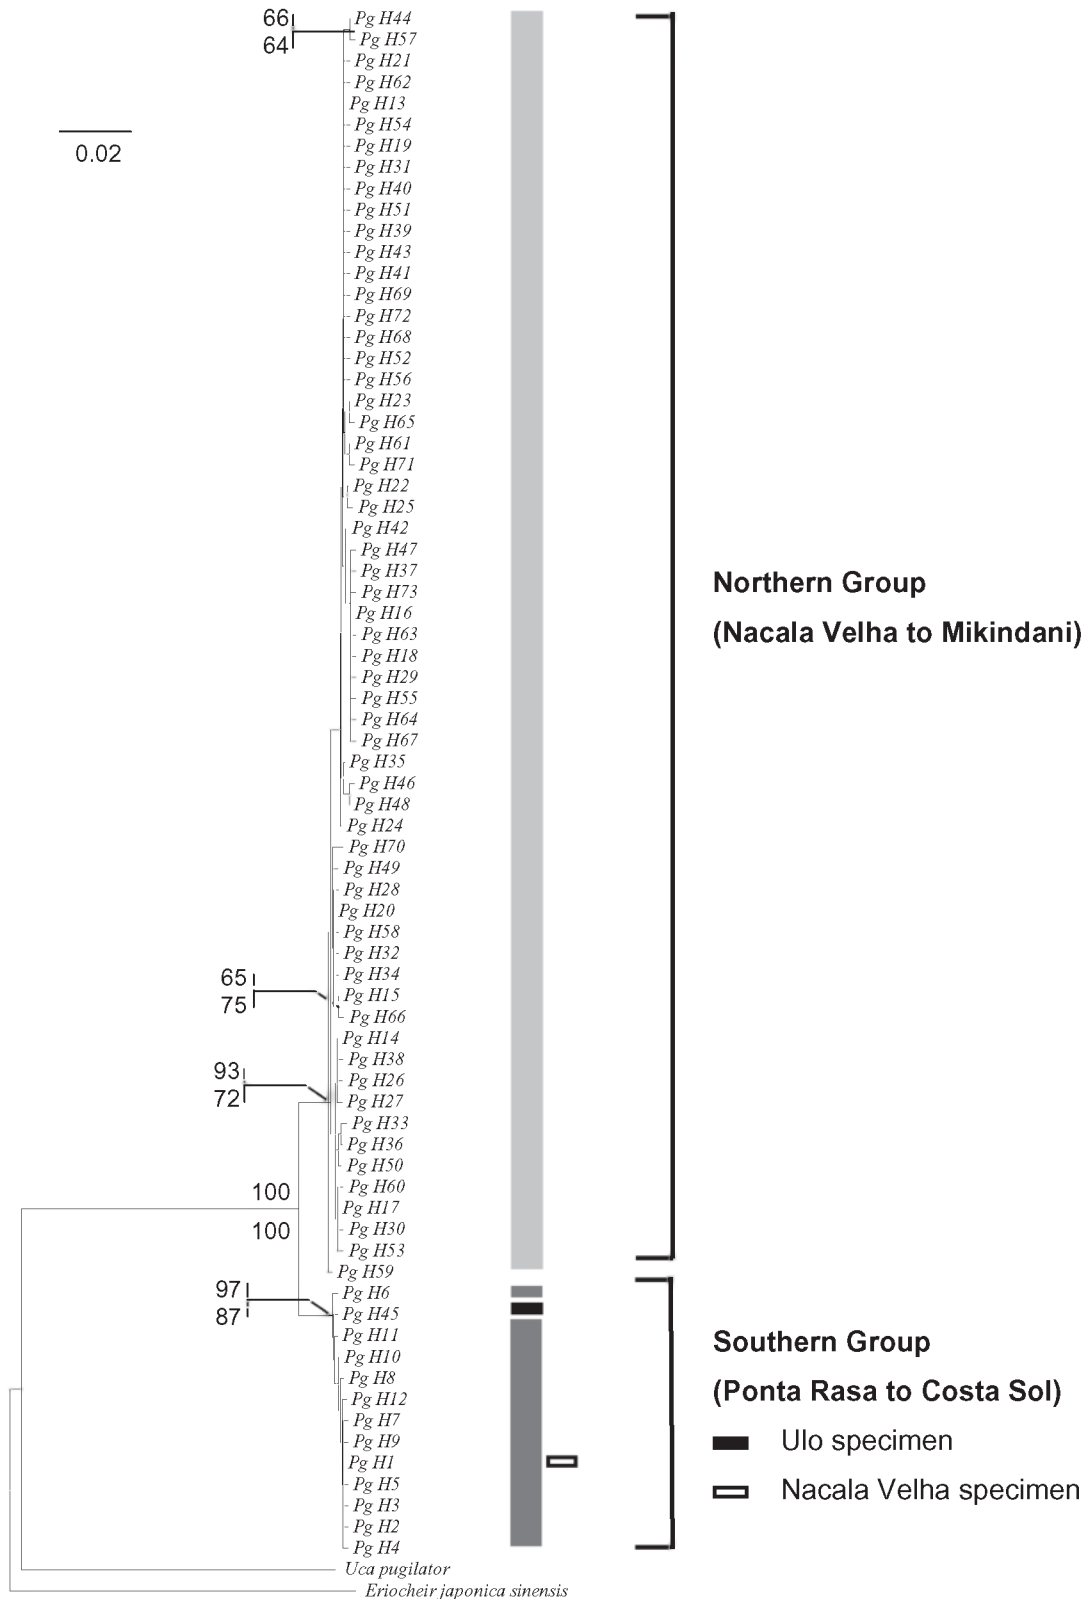 66
64
0.02
Pg H44
Pg H57
Pg H21
Pg H62
Pg H13
Pg H54
Pg H19
Pg H31
Pg H40
Pg H51
Pg H39
Pg H43
Pg H41
Pg H69
Pg H72
Pg H68
Pg H52
Pg H56
Pg H23
Pg H65
Pg H61
Pg H71
Pg H22
Pg H25
Pg H42
Pg H47
Pg H37
Pg H73
Pg H16
Pg H63
Pg H18
Pg H29
Pg H55
Pg H64
Pg H67
Pg H35
Pg H46
Pg H48
Pg H24
Pg H70
Pg H49
Pg H28
Pg H20
Pg H58
Pg H32
Pg H34
Pg H15
Pg H66
Pg H14
Pg H38
Pg H26
Pg H27
Pg H33
Pg H36
Pg H50
Pg H60
Pg H17
Pg H30
Pg H53
Pg H59
Pg H6
Pg H45
Pg H11
Pg H10
Pg H8
Pg H12
Pg H7
Pg H9
Pg H1
Pg H5
Pg H3
Pg H2
Pg H4
Uca pugilator
Eriocheir japonica sinensis
65
75
93
72
100
100
97
87
Northern Group
(Nacala Velha to Mikindani)
Southern Group
(Ponta Rasa to Costa Sol)
Ulo specimen
Nacala Velha specimen